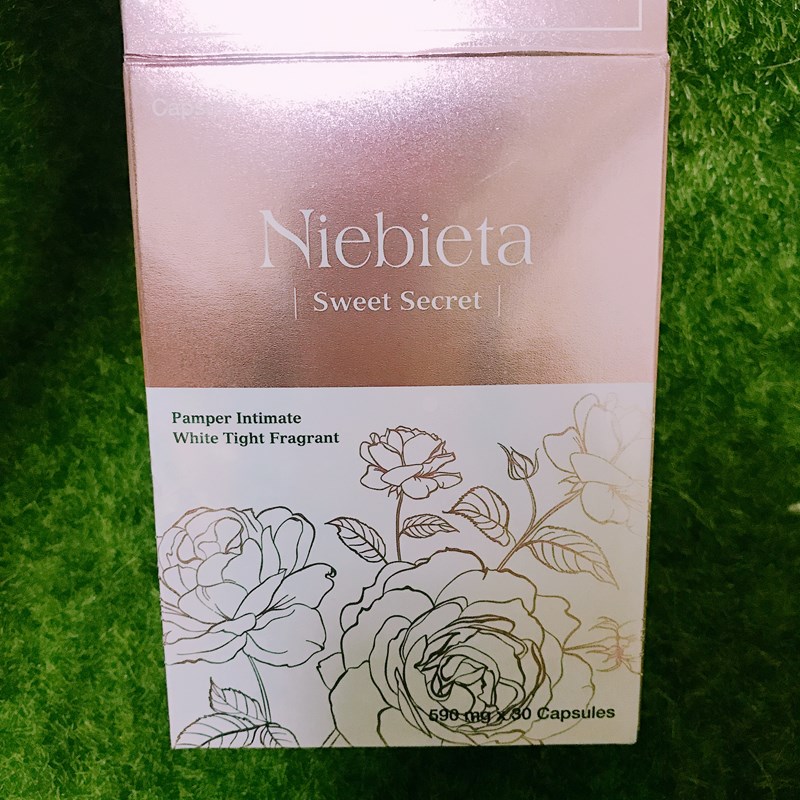 Niebieta
Sweet Secret
Pamper Intimate
White Tight Fragrant
590 mg x 30 Capsules